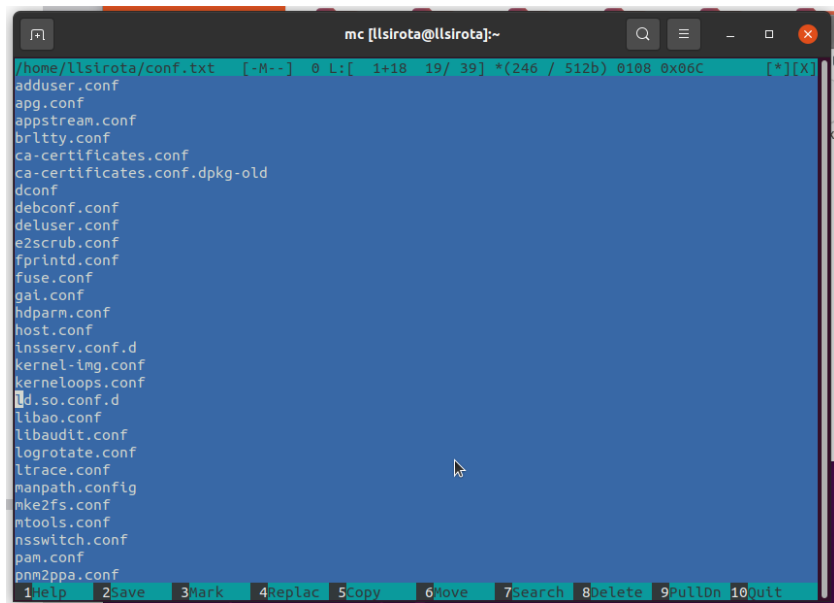 mc [llsirota@llsirota]:~
/home/llsirota/conf.txt [-M--] 0 L:[ 1+18 19/ 39] *(246 / 512b) 0108 0x06C [*][X]
adduser.conf
apg.conf
appstream.conf
brltty.conf
ca-certificates.conf
ca-certificates.conf.dpkg-old
dconf
debconf.conf
deluser.conf
e2scrub.conf
fprintd.conf
fuse.conf
gai.conf
hdparm.conf
host.conf
insserv.conf.d
kernel-img.conf
kerneloops.conf
ld.so.conf.d
libao.conf
libaudit.conf
logrotate.conf
ltrace.conf
manpath.config
mke2fs.conf
mtools.conf
nsswitch.conf
pam.conf
pnm2ppa.conf
1Help 2Save 3Mark 4Replac 5Copy 6Move 7Search 8Delete 9PullDn 10Quit